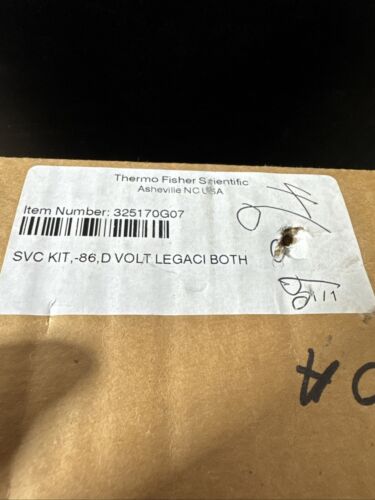 Thermo Fisher Scientific
Asheville NC USA
Item Number: 325170G07
SVC KIT,-86,D VOLT LEGACI BOTH